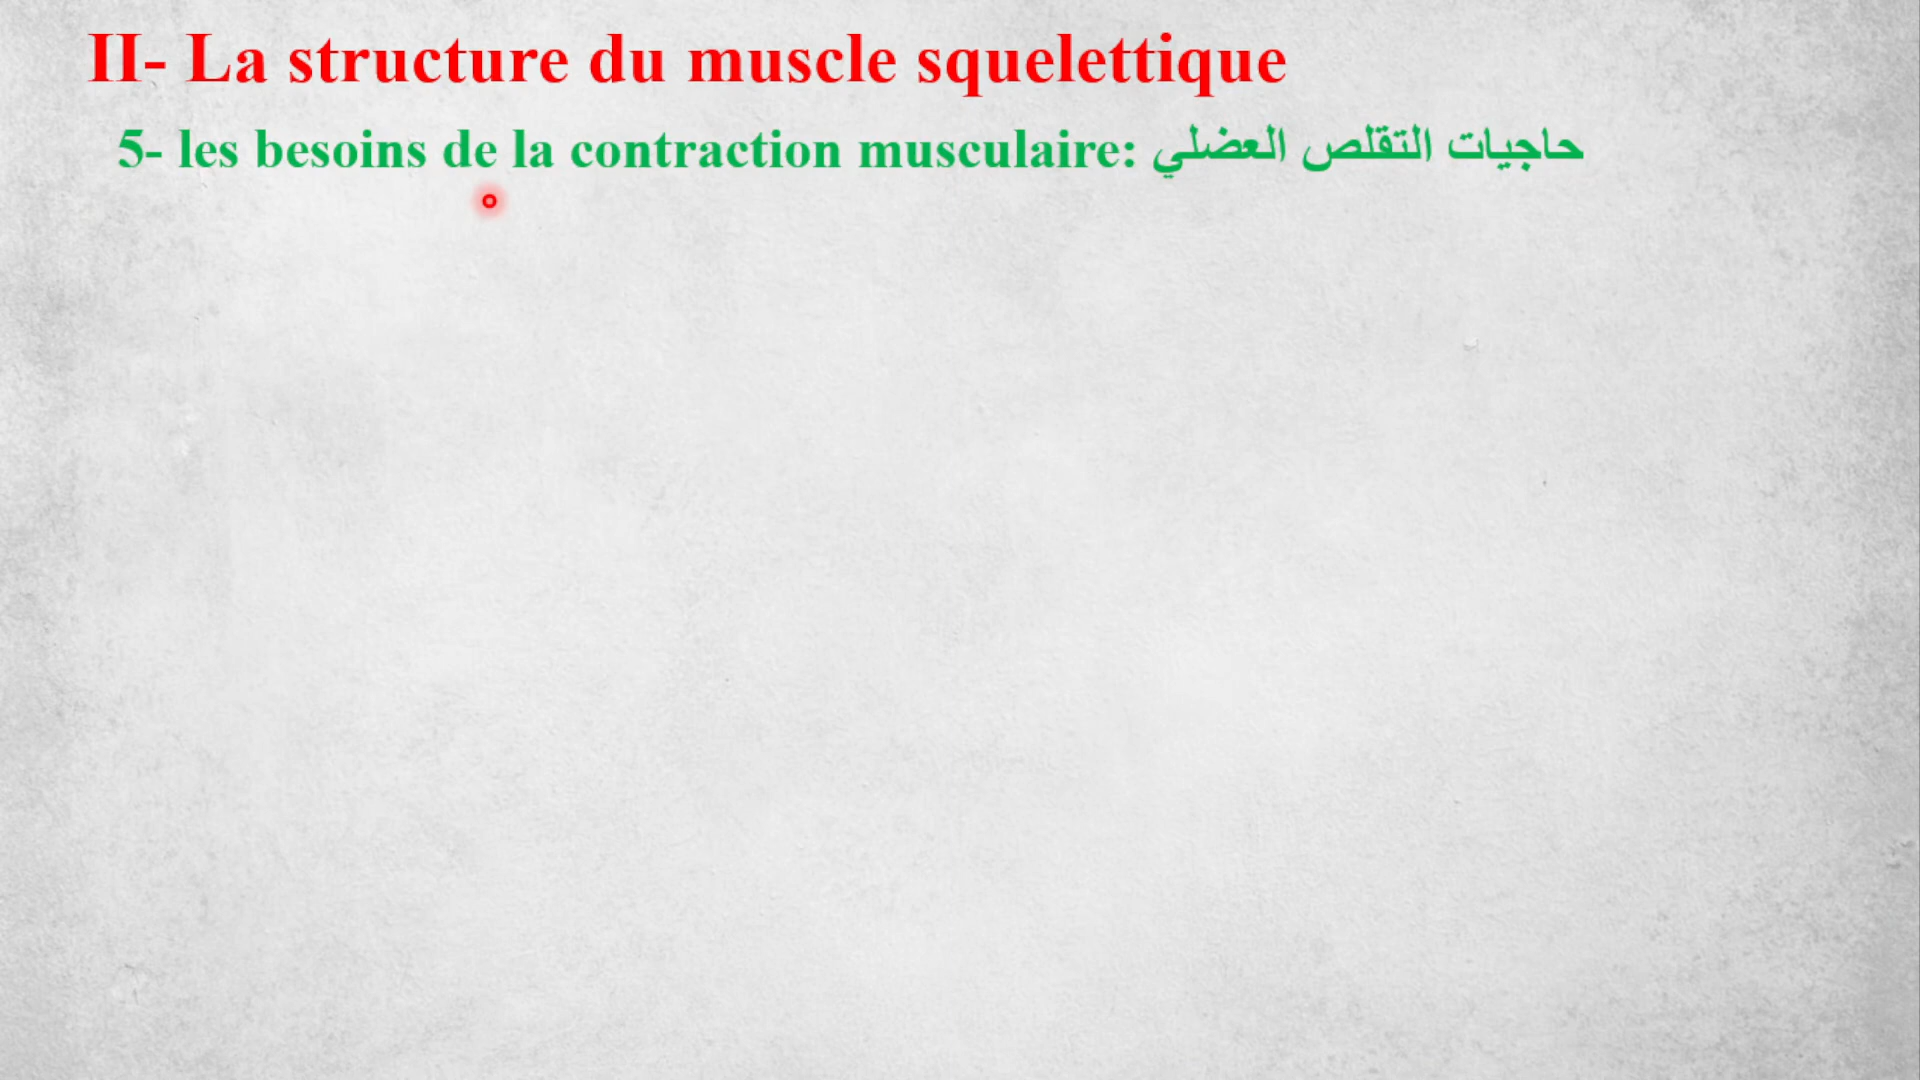 II- La structure du muscle squelettique
5- les besoins de la contraction musculaire: حاجيات التقلص العضلي